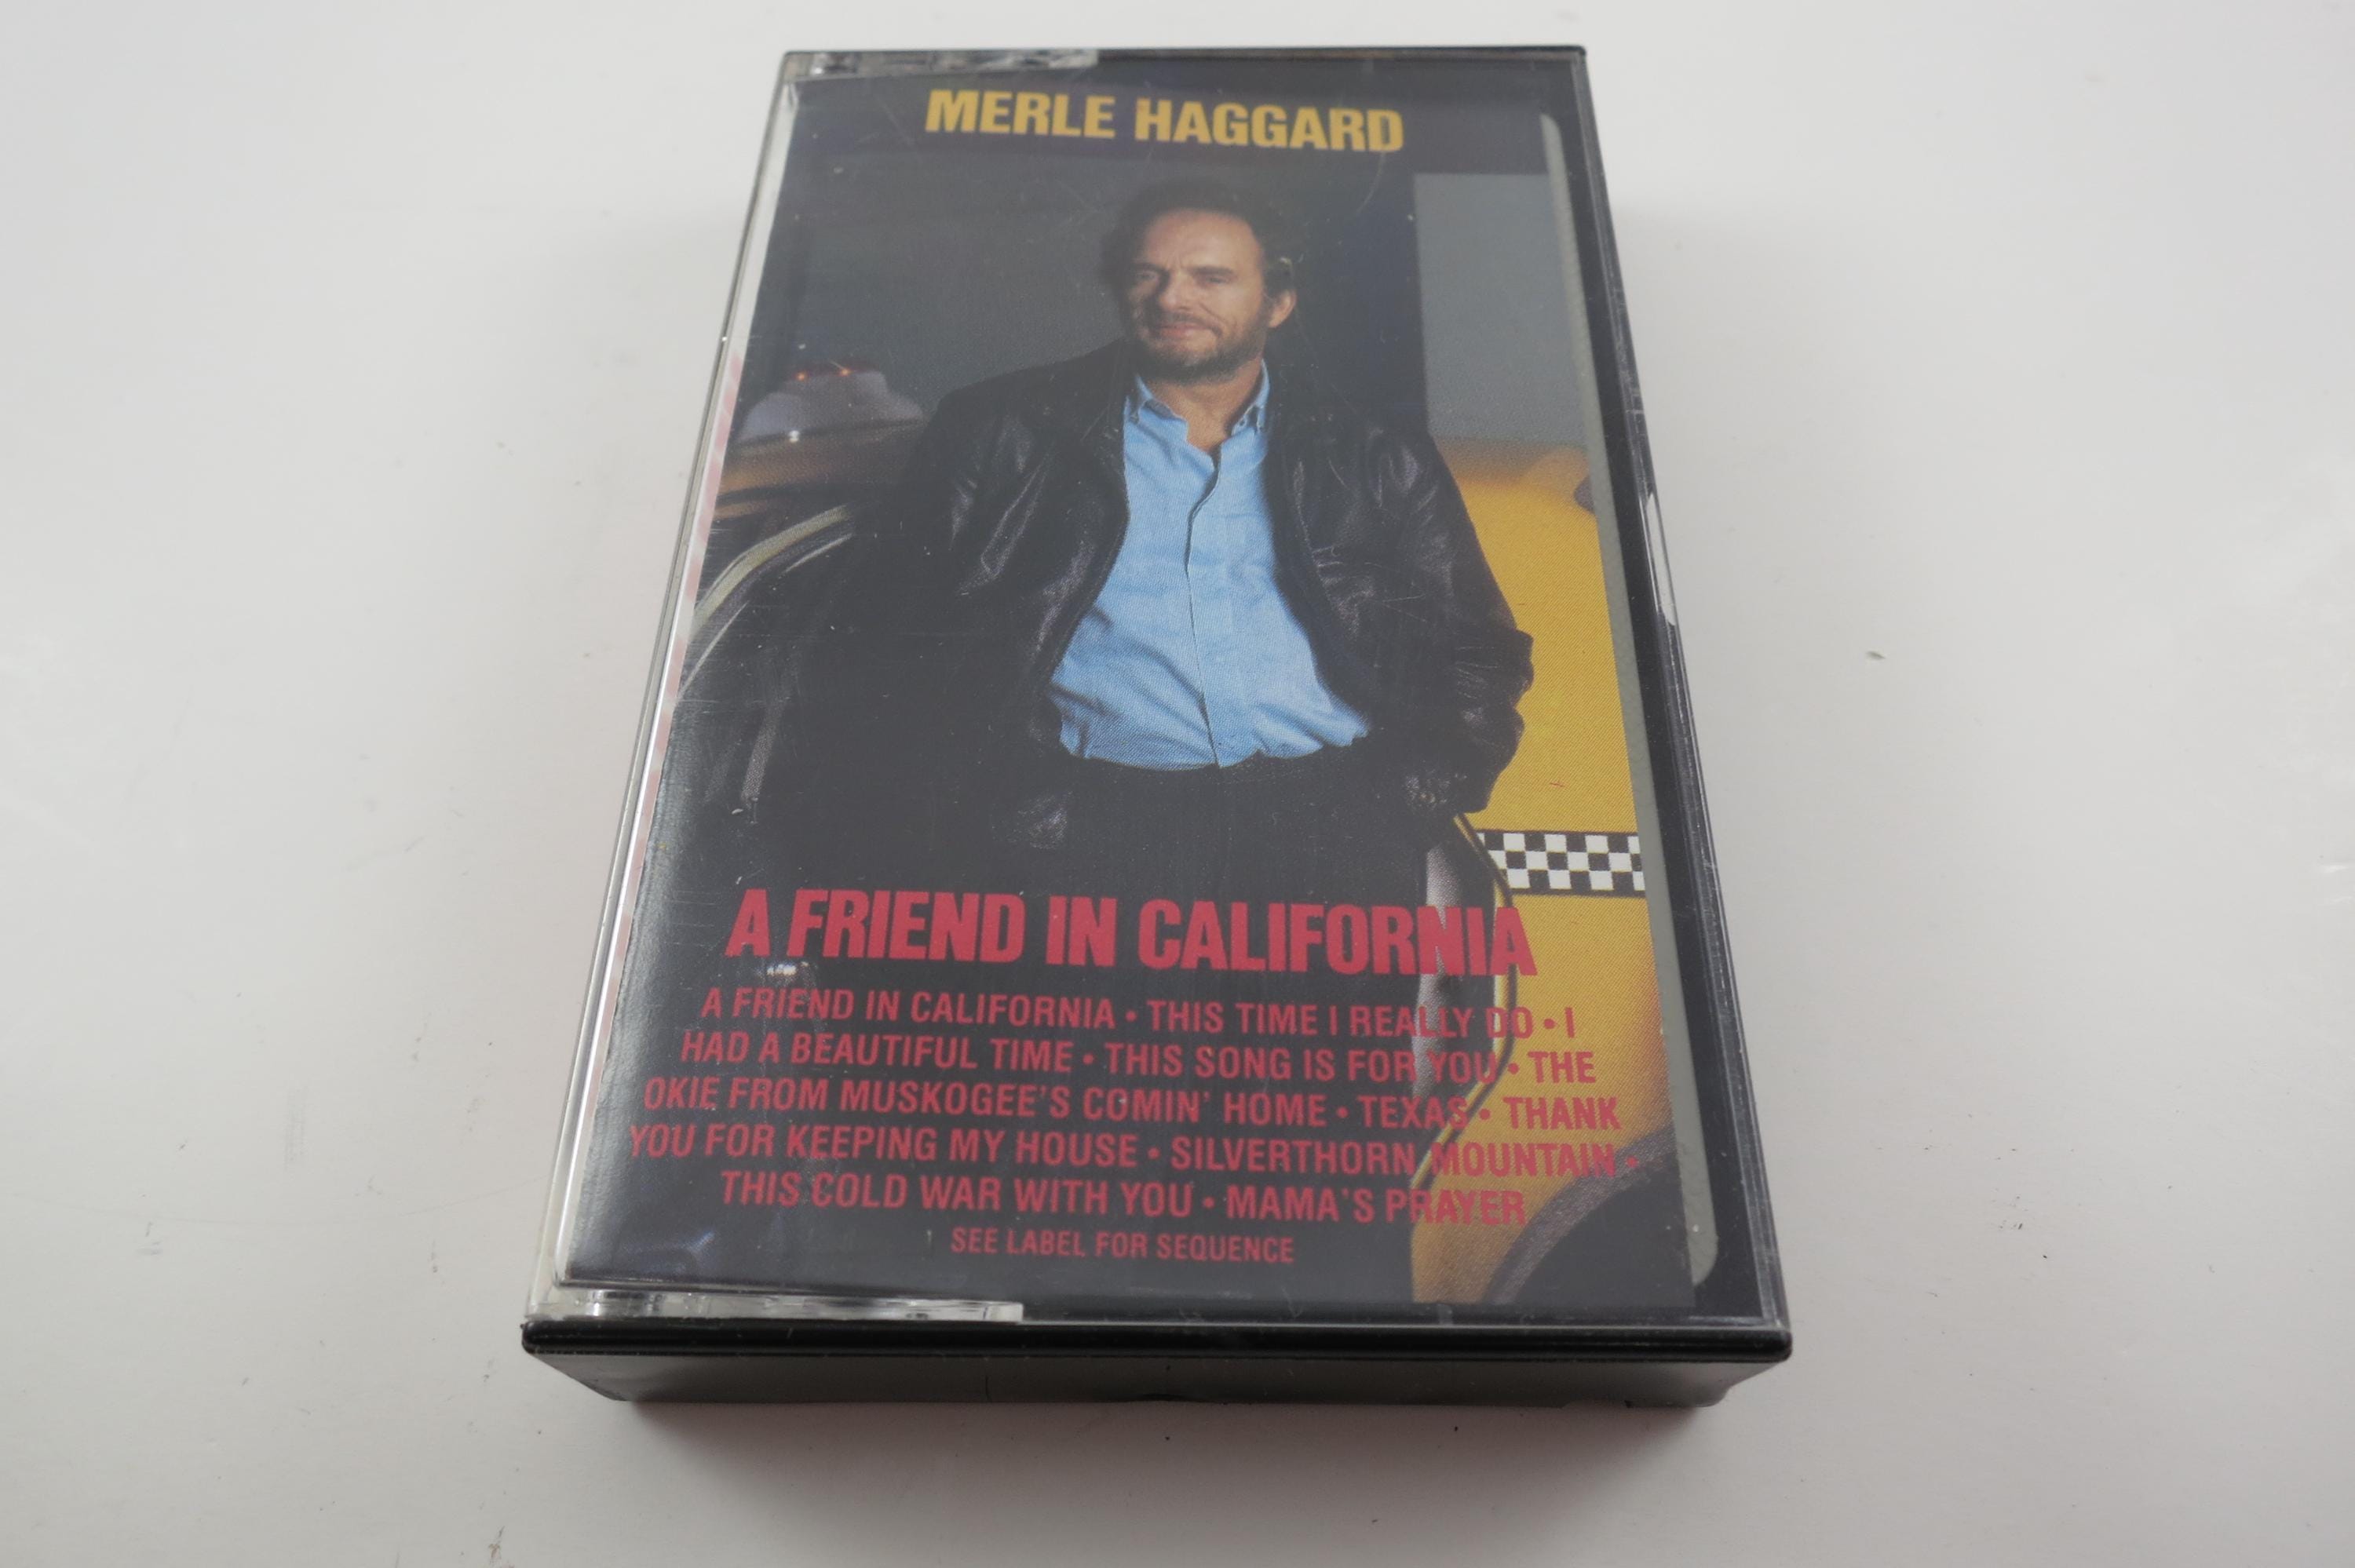 MERLE HAGGARD
A FRIEND IN CALIFORNIA
A FRIEND IN CALIFORNIA • THIS TIME I REALLY DO • I
HAD A BEAUTIFUL TIME • THIS SONG IS FOR YOU • THE
OKIE FROM MUSKOGEE'S COMIN' HOME • TEXAS • THANK
YOU FOR KEEPING MY HOUSE • SILVERTHORN MOUNTAIN •
THIS COLD WAR WITH YOU • MAMA'S PRAYER
SEE LABEL FOR SEQUENCE